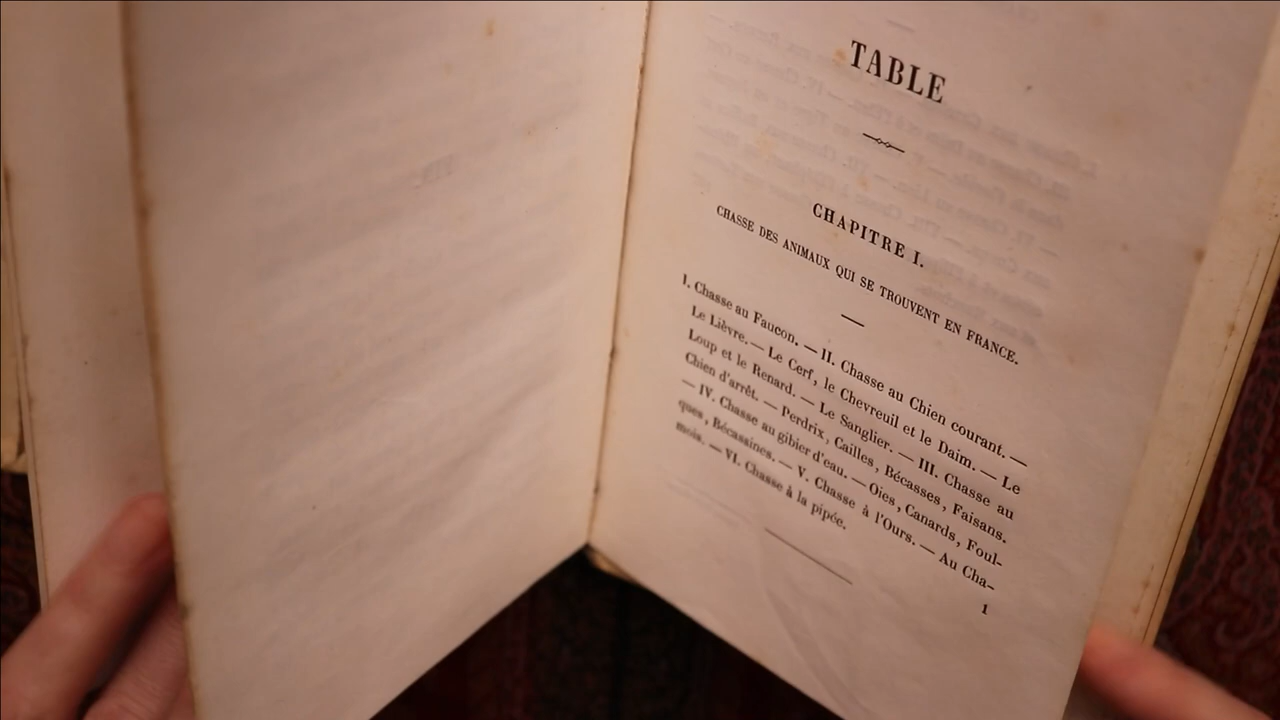 TABLE
CHAPITRE I.
CHASSE DES ANIMAUX QUI SE TROUVENT EN FRANCE.
I. Chasse au Faucon. — II. Chasse au Chien courant. —
Le Lièvre. — Le Cerf, le Chevreuil et le Daim. — Le
Loup et le Renard. — Le Sanglier. — III. Chasse au
Chien d'arrêt. — Perdrix, Cailles, Bécasses, Faisans.
— IV. Chasse au gibier d'eau. — Oies, Canards, Foul-
ques, Bécassines. — V. Chasse à l'Ours. — Au Cha-
mois. — VI. Chasse à la pipée.
1